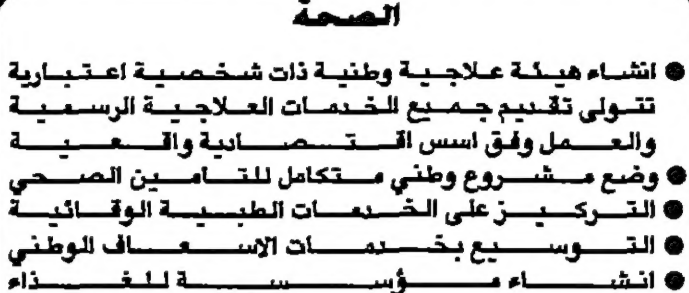 الصحة
● انشاء هيئة علاجية وطنية ذات شخصية اعتبارية
تتولى تقديم جميع الخدمات العلاجية الرسمية
والعمل وفق اسس اقتصادية واقعية
● وضع مشروع وطني متكامل للتامين الصحي
● التركيز على الخدمات الطبية الوقائية
● التوسيع بخدمات الاسعاف الوطني
● انشاء مؤسسة للغذاء